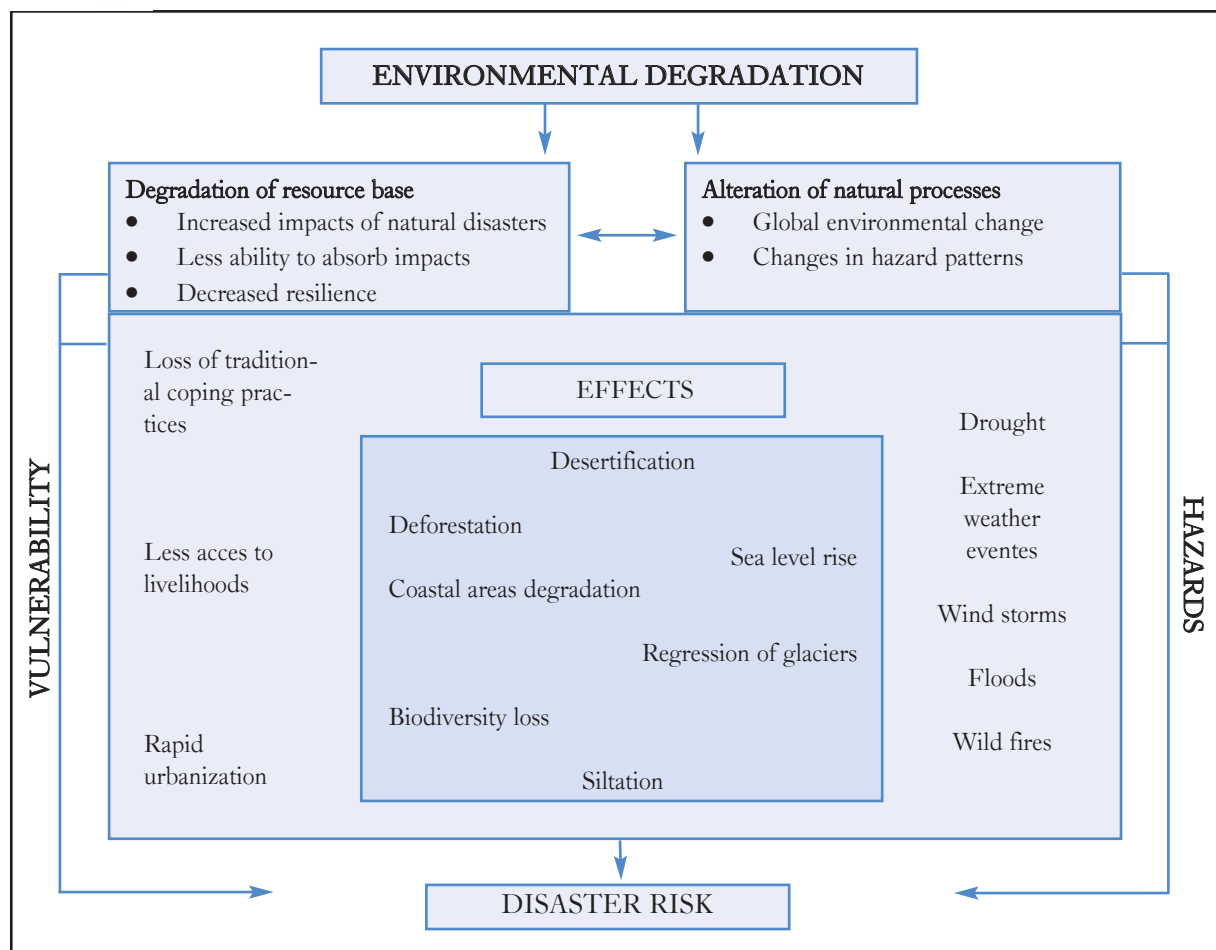 ENVIRONMENTAL DEGRADATION
Degradation of resource base
● Increased impacts of natural disasters
● Less ability to absorb impacts
● Decreased resilience
Alteration of natural processes
● Global environmental change
● Changes in hazard patterns
VULNERABILITY
Loss of tradition-
al coping prac-
tices
Less acces to
livelihoods
Rapid
urbanization
EFFECTS
Desertification
Deforestation
Sea level rise
Coastal areas degradation
Regression of glaciers
Biodiversity loss
Siltation
Drought
Extreme
weather
eventes
Wind storms
Floods
Wild fires
HAZARDS
DISASTER RISK